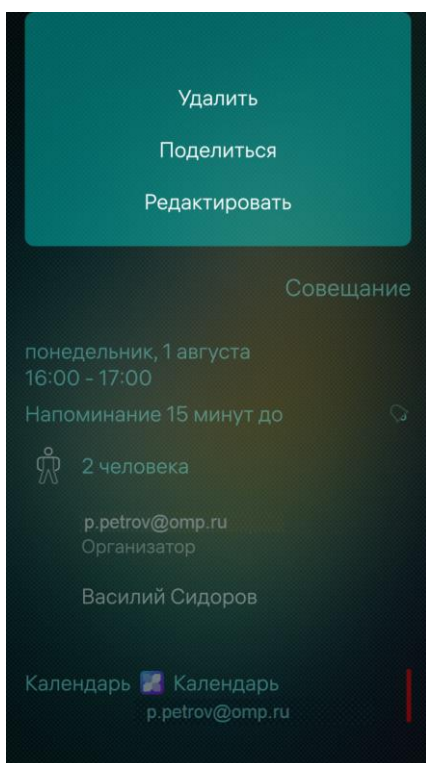 Удалить
Поделиться
Редактировать
Совещание
понедельник, 1 августа
16:00 - 17:00
Напоминание 15 минут до
2 человека
p.petrov@omp.ru
Организатор
Василий Сидоров
Календарь Календарь
p.petrov@omp.ru